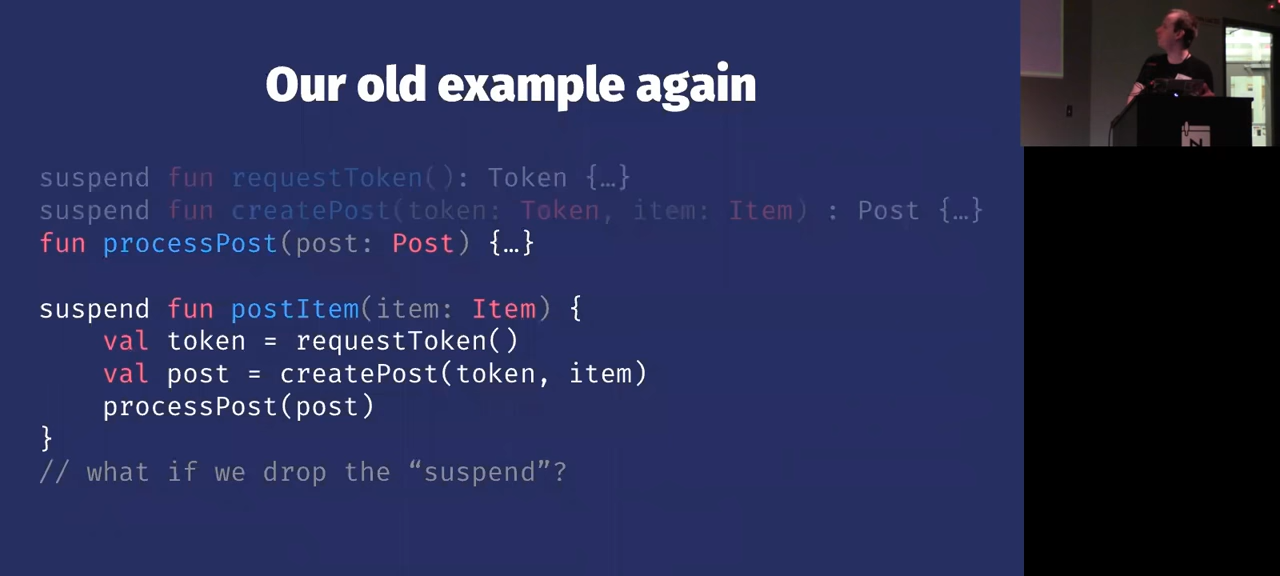 Our old example again
suspend fun requestToken(): Token {…}
suspend fun createPost(token: Token, item: Item) : Post {…}
fun processPost(post: Post) {…}
suspend fun postItem(item: Item) {
    val token = requestToken()
    val post = createPost(token, item)
    processPost(post)
}
// what if we drop the “suspend”?